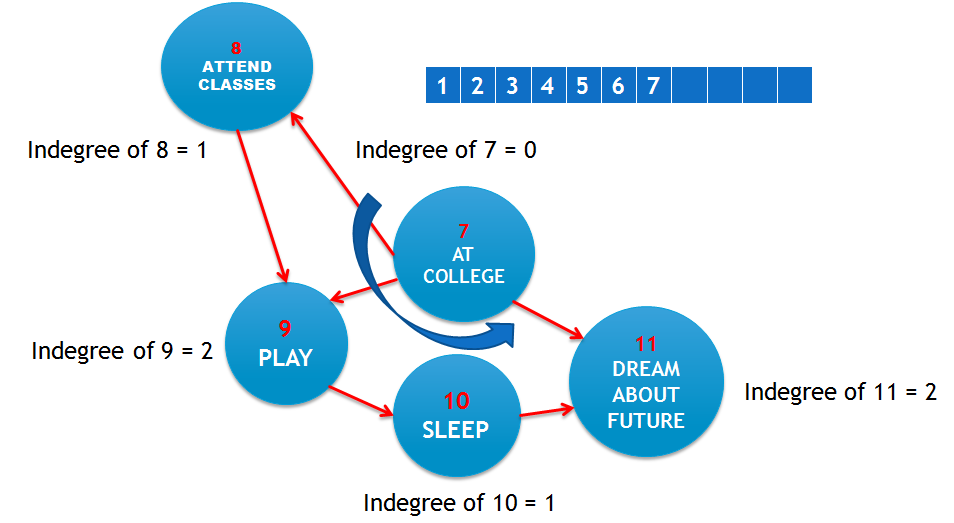 8
ATTEND
CLASSES
1 2 3 4 5 6 7
Indegree of 8 = 1
Indegree of 7 = 0
7
AT
COLLEGE
9
PLAY
Indegree of 9 = 2
10
SLEEP
11
DREAM
ABOUT
FUTURE
Indegree of 11 = 2
Indegree of 10 = 1